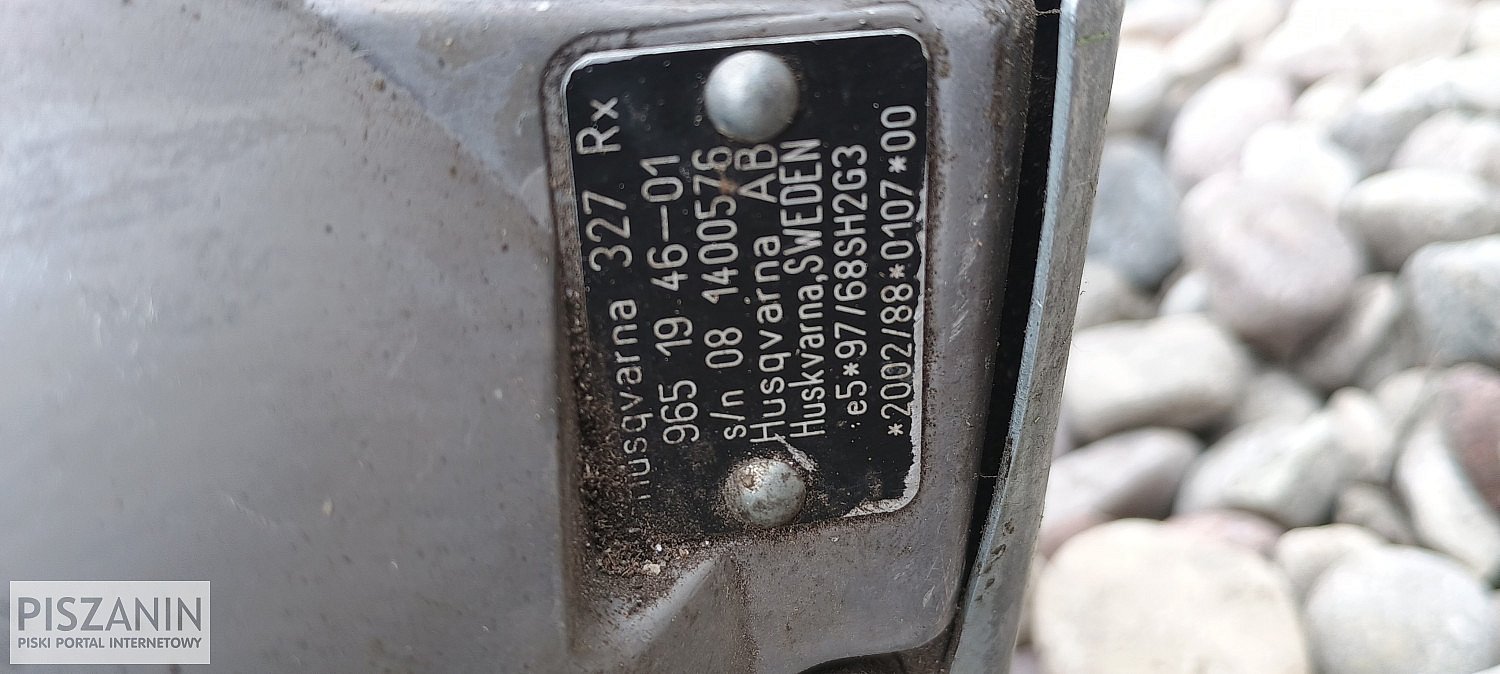 Husqvarna 327 Rx
965 19 46-01
s/n 08 1400576
Husqvarna AB
Huskvarna,SWEDEN
e5*97/68SH2G3
*2002/88*0107*00
PISZANIN
PISKI PORTAL INTERNETOWY